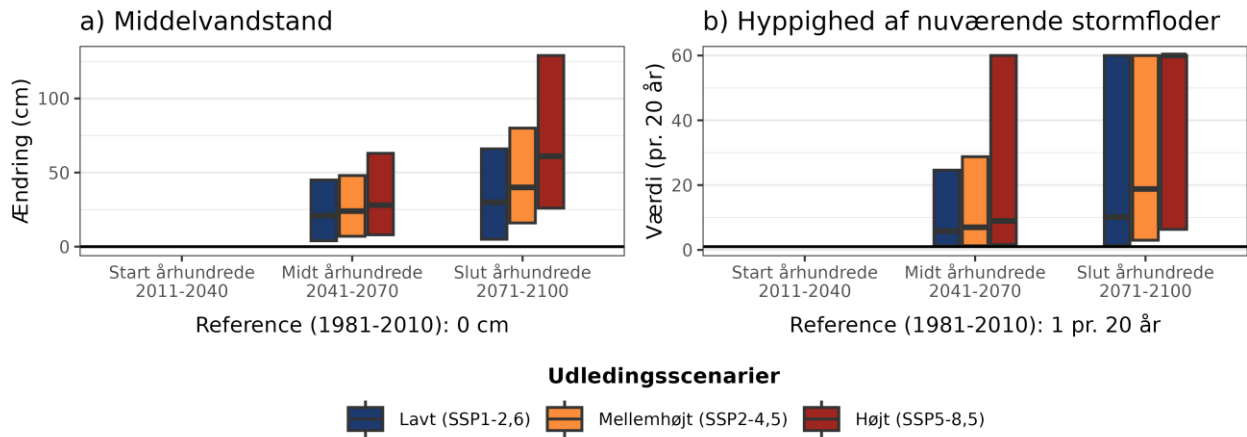 a) Middelvandstand
Ændring (cm)
100
50
0
Start århundrede
2011-2040
Midt århundrede
2041-2070
Slut århundrede
2071-2100
Reference (1981-2010): 0 cm
b) Hyppighed af nuværende stormfloder
Værdi (pr. 20 år)
60
40
20
0
Start århundrede
2011-2040
Midt århundrede
2041-2070
Slut århundrede
2071-2100
Reference (1981-2010): 1 pr. 20 år
Udledingsscenarier
Lavt (SSP1-2,6)
Mellemhøjt (SSP2-4,5)
Højt (SSP5-8,5)